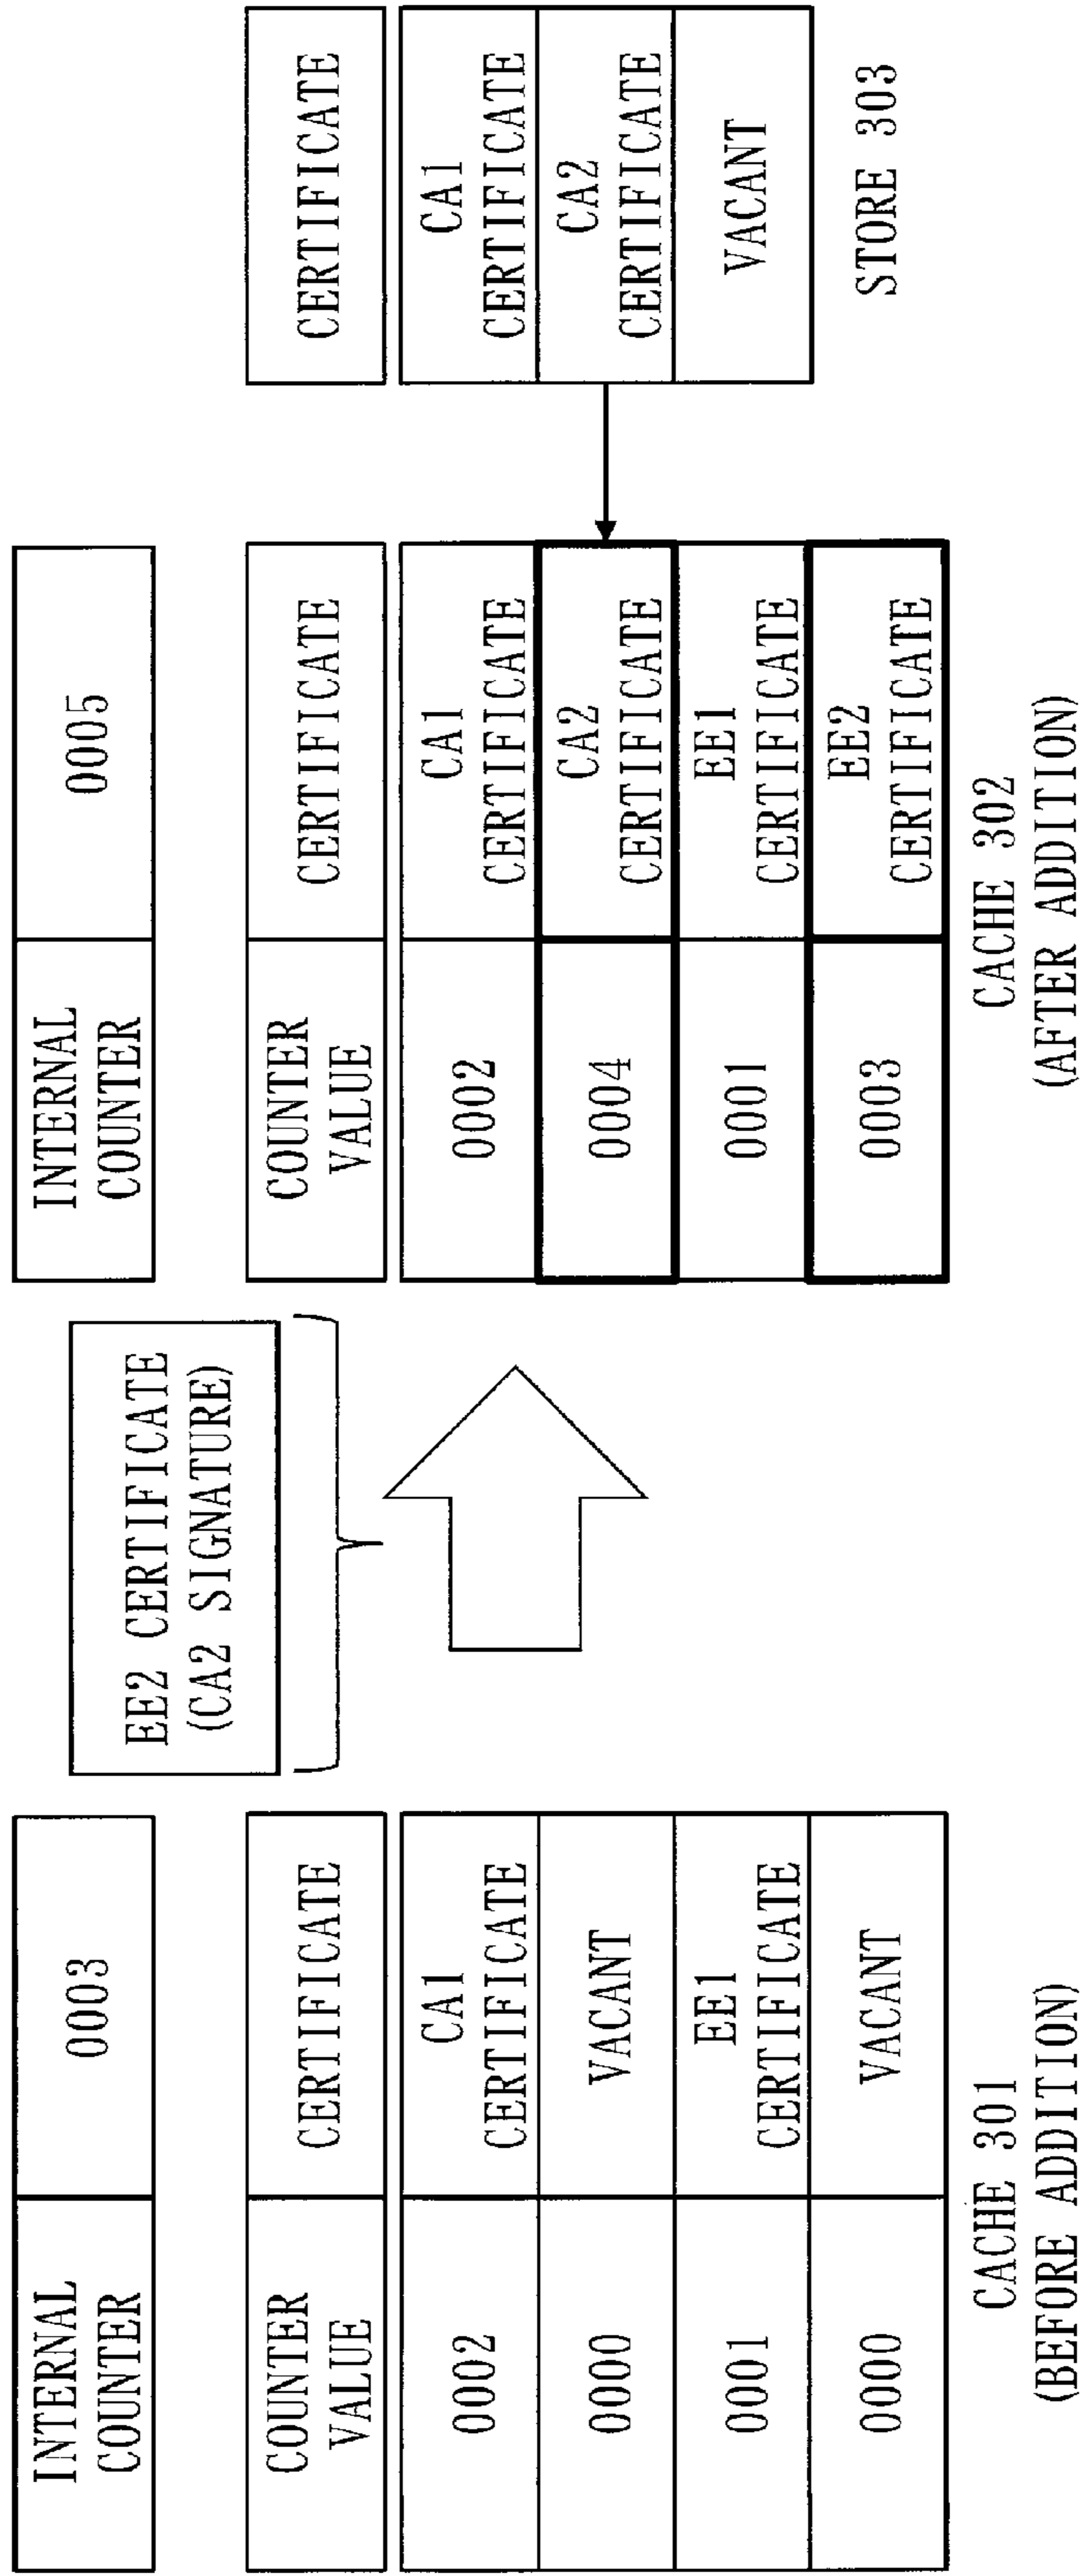 INTERNAL
COUNTER
0003
COUNTER
VALUE
CERTIFICATE
0002
CA1
CERTIFICATE
0000
VACANT
0001
EE1
CERTIFICATE
0000
VACANT
CACHE 301
(BEFORE ADDITION)
EE2 CERTIFICATE
(CA2 SIGNATURE)
INTERNAL
COUNTER
0005
COUNTER
VALUE
CERTIFICATE
0002
CA1
CERTIFICATE
0004
CA2
CERTIFICATE
0001
EE1
CERTIFICATE
0003
EE2
CERTIFICATE
CACHE 302
(AFTER ADDITION)
CERTIFICATE
CA1
CERTIFICATE
CA2
CERTIFICATE
VACANT
STORE 303